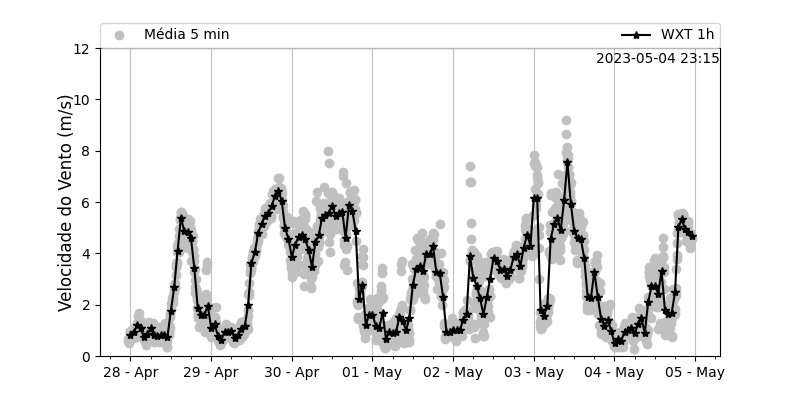 Média 5 min
WXT 1h
2023-05-04 23:15
Velocidade do Vento (m/s)
12
10
8
6
4
2
0
28 - Apr
29 - Apr
30 - Apr
01 - May
02 - May
03 - May
04 - May
05 - May